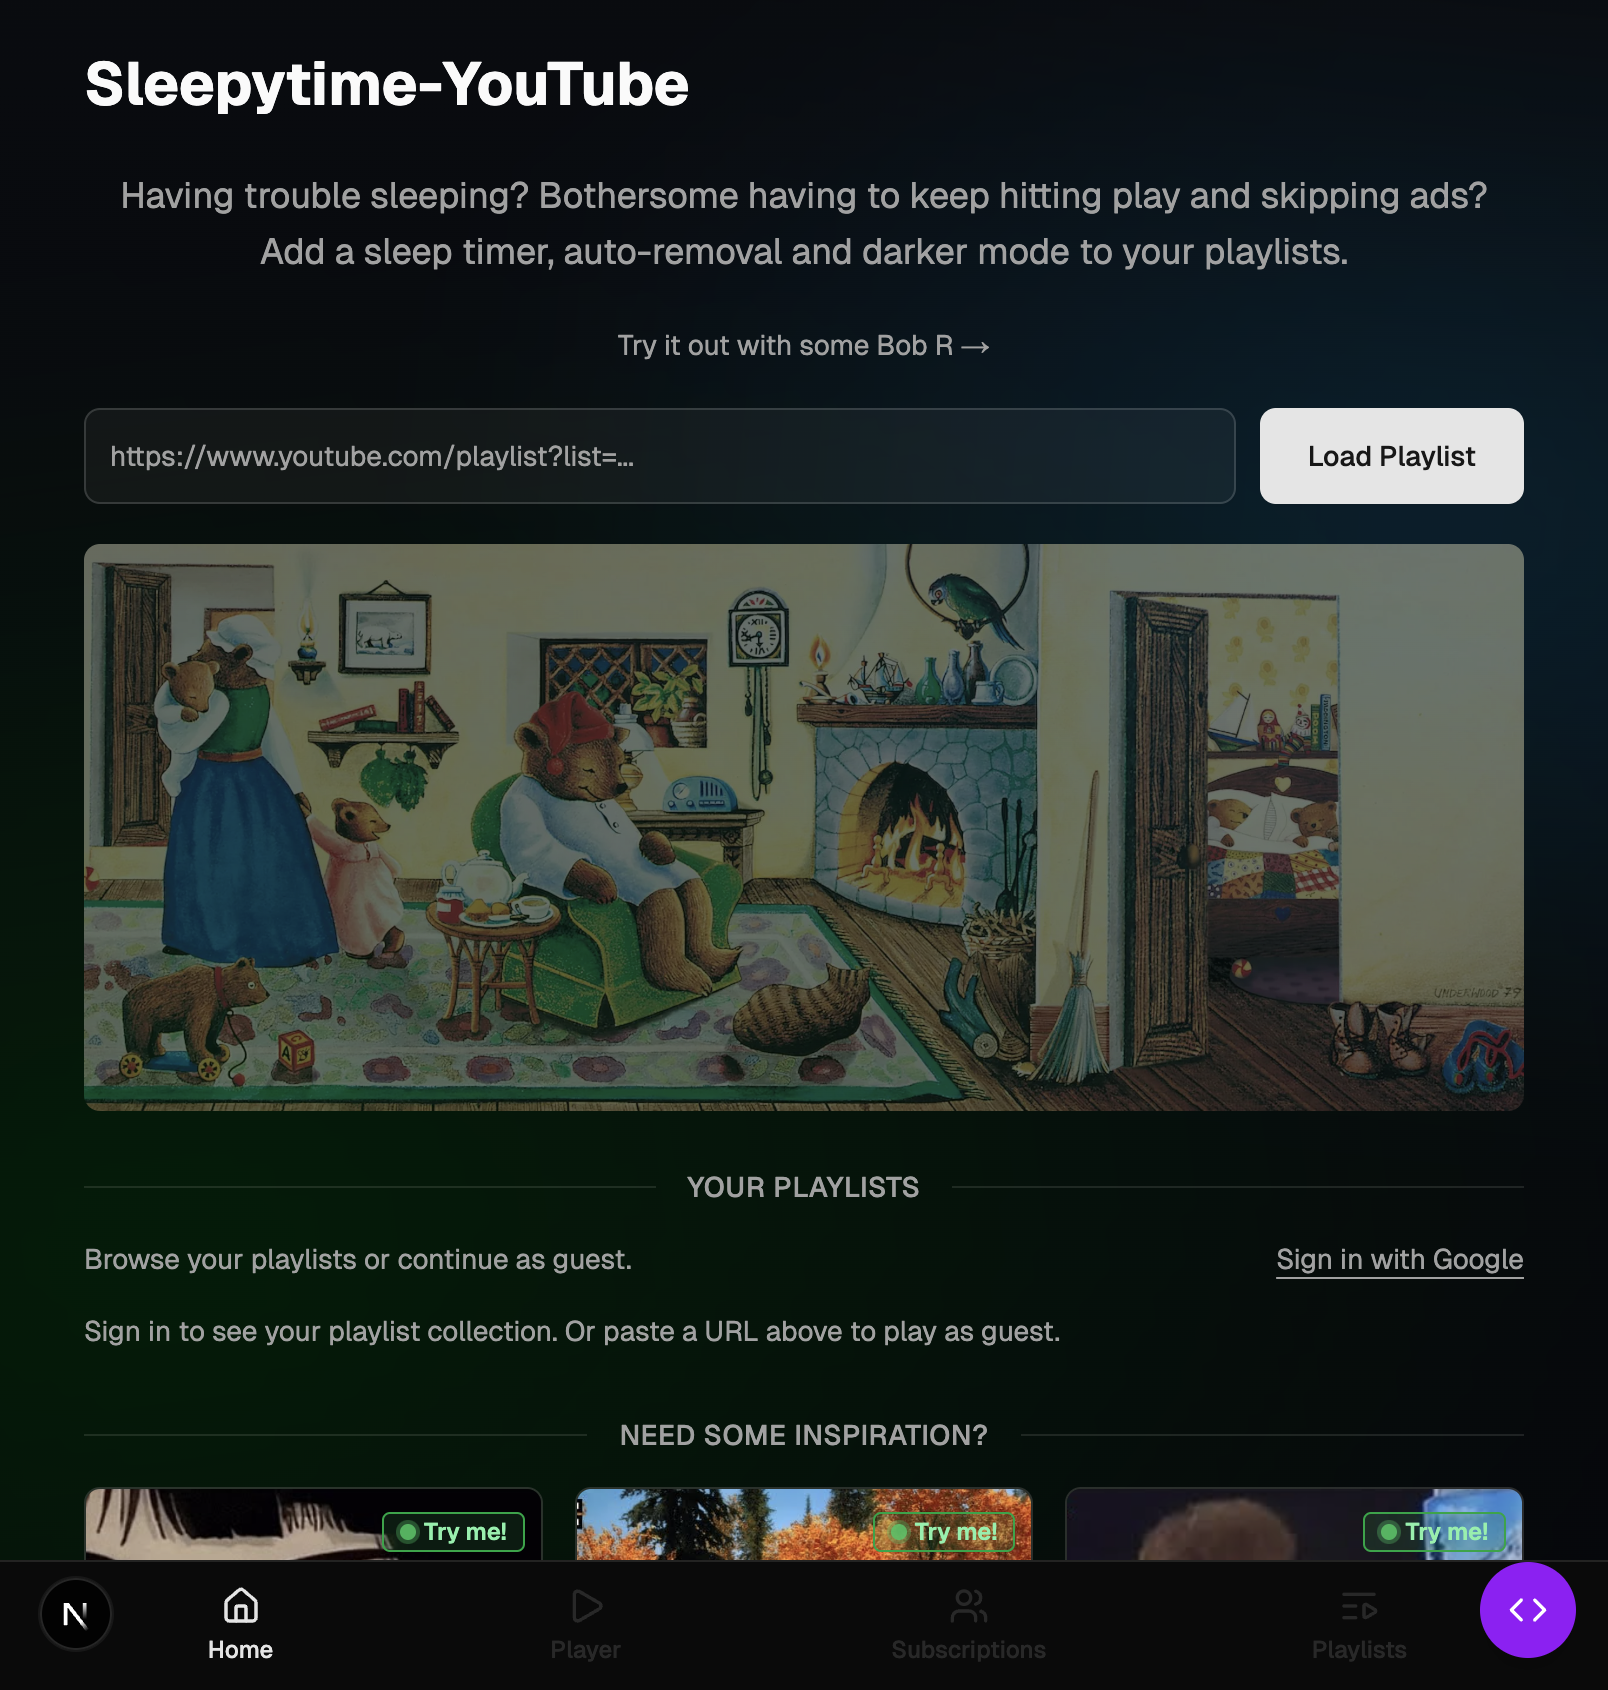 Sleepytime-YouTube
Having trouble sleeping? Bothersome having to keep hitting play and skipping ads?
Add a sleep timer, auto-removal and darker mode to your playlists.
Try it out with some Bob R →
https://www.youtube.com/playlist?list=...
Load Playlist
XII
UNDERWOOD '79
A B
YOUR PLAYLISTS
Browse your playlists or continue as guest.
Sign in with Google
Sign in to see your playlist collection. Or paste a URL above to play as guest.
NEED SOME INSPIRATION?
Try me!
Try me!
Try me!
N
Home
Player
Subscriptions
Playlists